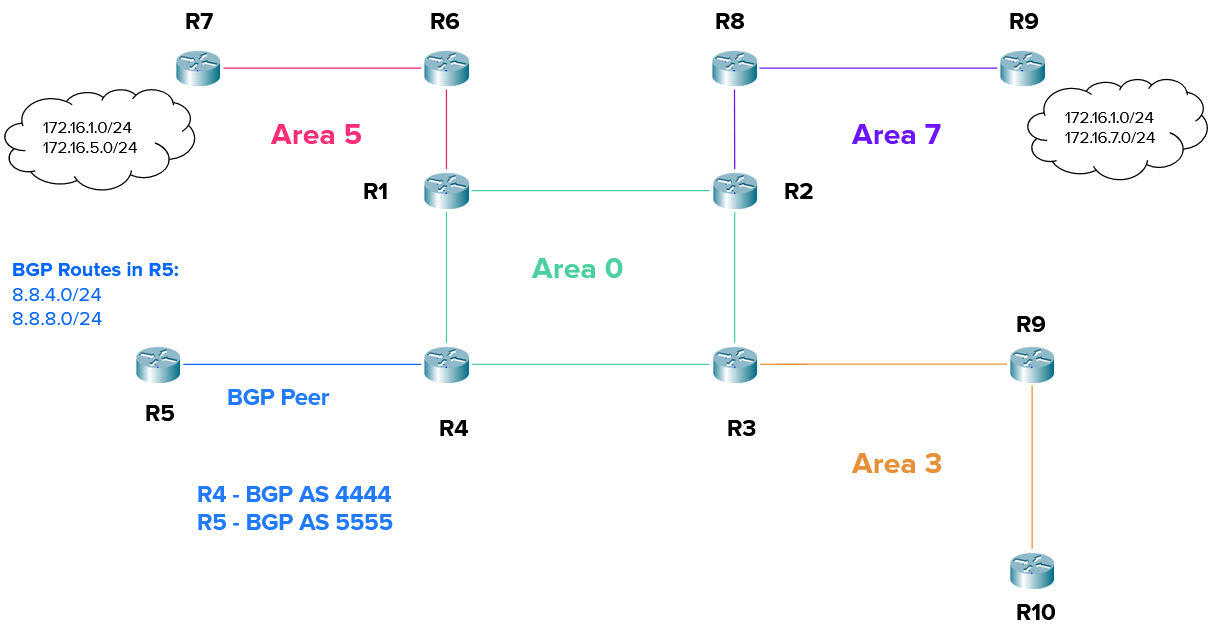 R7
R6
R8
R9
172.16.1.0/24
172.16.5.0/24
Area 5
Area 7
172.16.1.0/24
172.16.7.0/24
R1
R2
Area 0
BGP Routes in R5:
8.8.4.0/24
8.8.8.0/24
R9
BGP Peer
R5
R4
R3
Area 3
R4 - BGP AS 4444
R5 - BGP AS 5555
R10